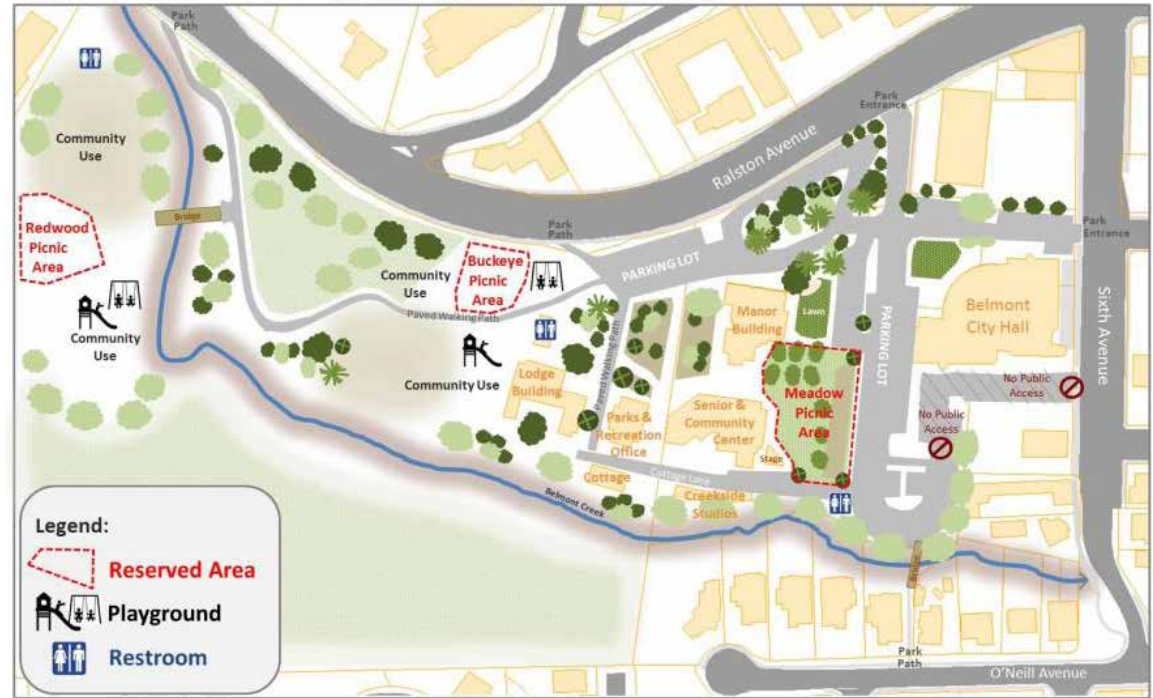 Park
Path
Park
Entrance
Ralston Avenue
Community
Use
Redwood
Picnic
Area
Bridge
Park
Path
Park
Entrance
Buckeye
Picnic
Area
Community
Use
PARKING LOT
Sixth Avenue
Community
Use
Paved Walking Path
Manor
Building
Lawn
PARKING LOT
Belmont
City Hall
Paved Walking Path
Community Use
Lodge
Building
No Public
Access
No Public
Access
Meadow
Picnic
Area
Parks &
Recreation
Office
Senior &
Community
Center
Stage
Cottage Lane
Cottage
Creekside
Studios
Belmont Creek
Bridge
Park
Path
O'Neill Avenue
Legend:
Reserved Area
Playground
Restroom